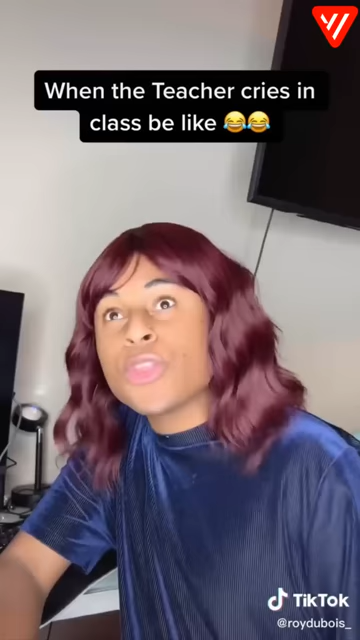 When the Teacher cries in
class be like 😂😂
TikTok
@roydubois_